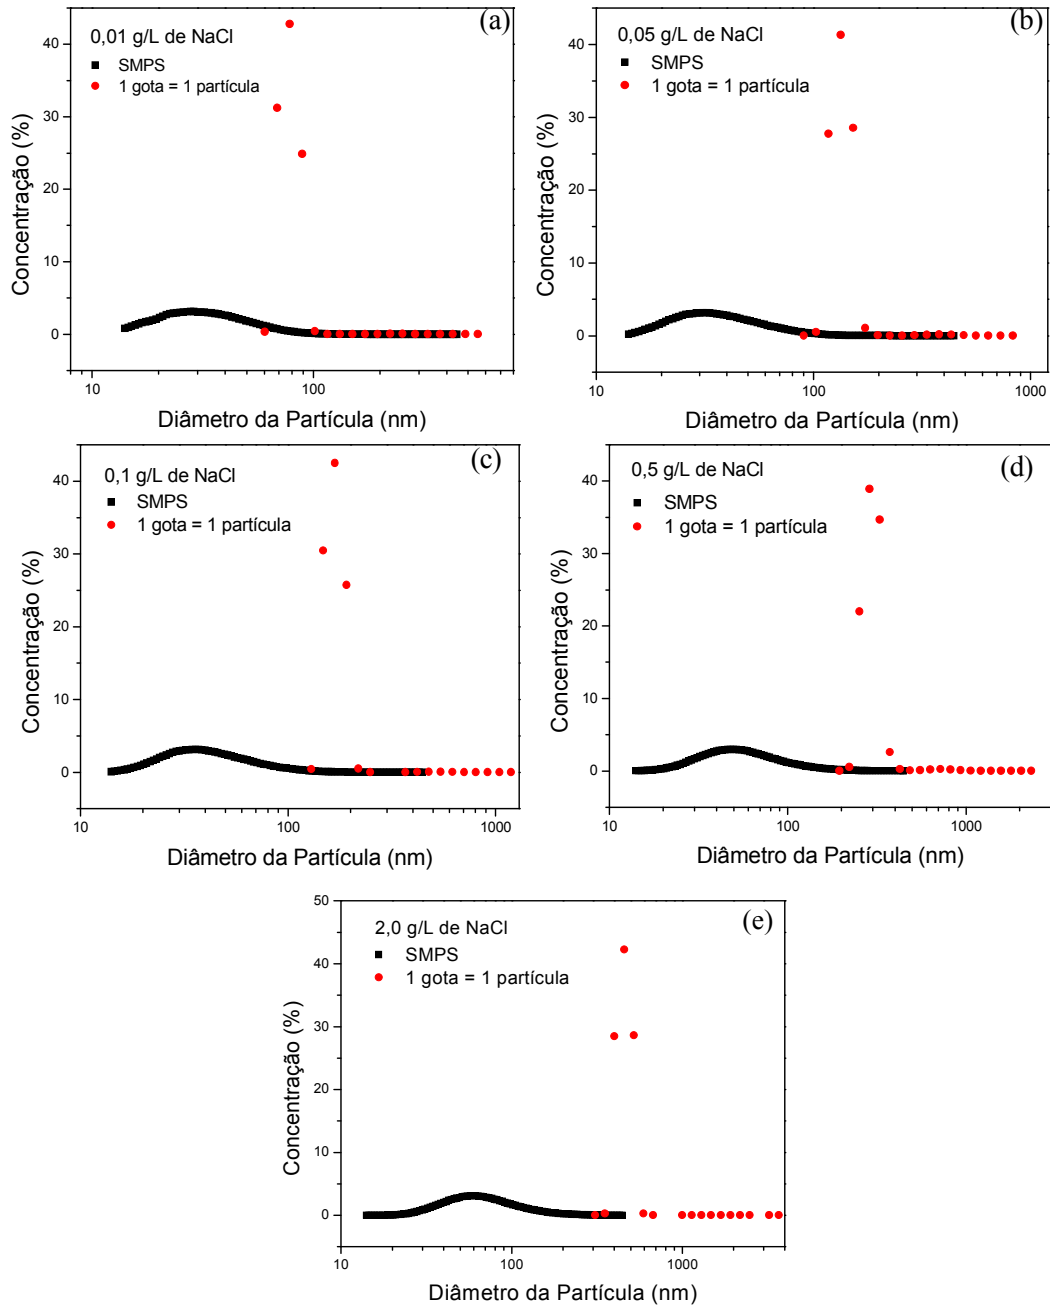 (a)
0,01 g/L de NaCl
SMPS
1 gota = 1 partícula
Concentração (%)
40
30
20
10
0
10
100
Diâmetro da Partícula (nm)
(b)
0,05 g/L de NaCl
SMPS
1 gota = 1 partícula
Concentração (%)
40
30
20
10
0
10
100
1000
Diâmetro da Partícula (nm)
(c)
0,1 g/L de NaCl
SMPS
1 gota = 1 partícula
Concentração (%)
40
30
20
10
0
10
100
1000
Diâmetro da Partícula (nm)
(d)
0,5 g/L de NaCl
SMPS
1 gota = 1 partícula
Concentração (%)
40
30
20
10
0
10
100
1000
Diâmetro da Partícula (nm)
(e)
2,0 g/L de NaCl
SMPS
1 gota = 1 partícula
Concentração (%)
50
40
30
20
10
0
10
100
1000
Diâmetro da Partícula (nm)